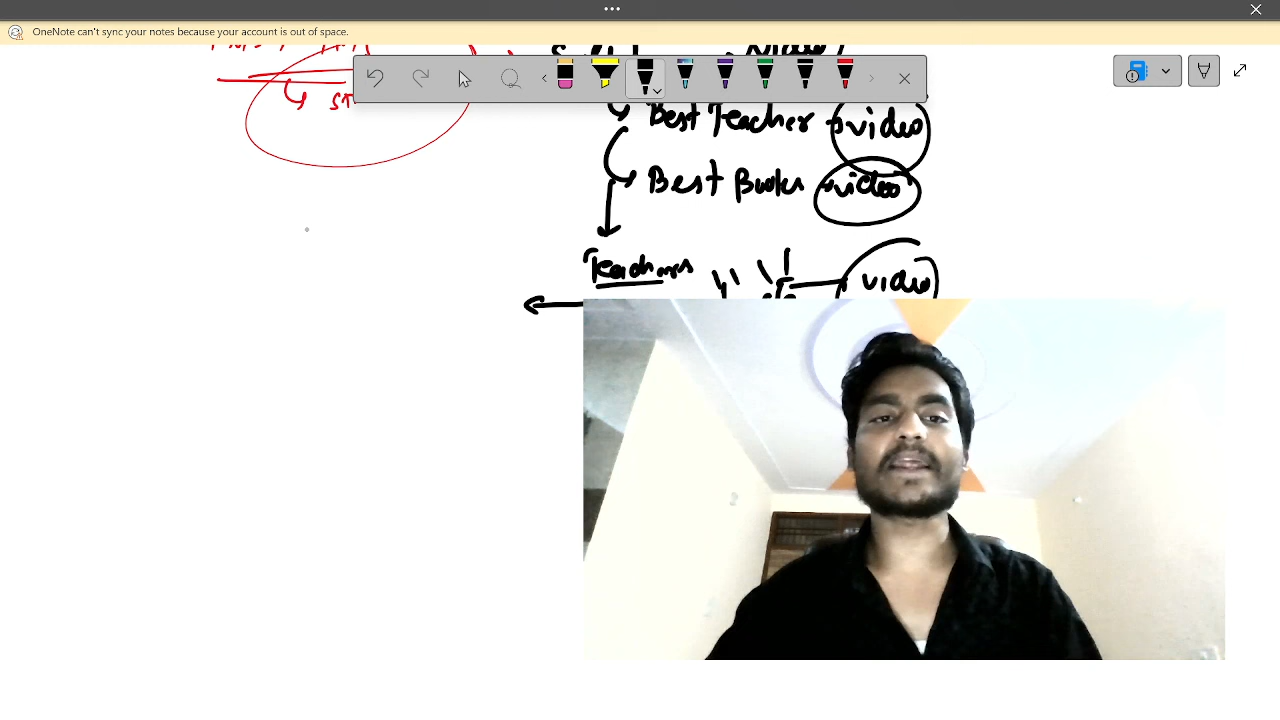 OneNote can't sync your notes because your account is out of space.
video
Best Teacher → video
Best Books → video
Teachers
video